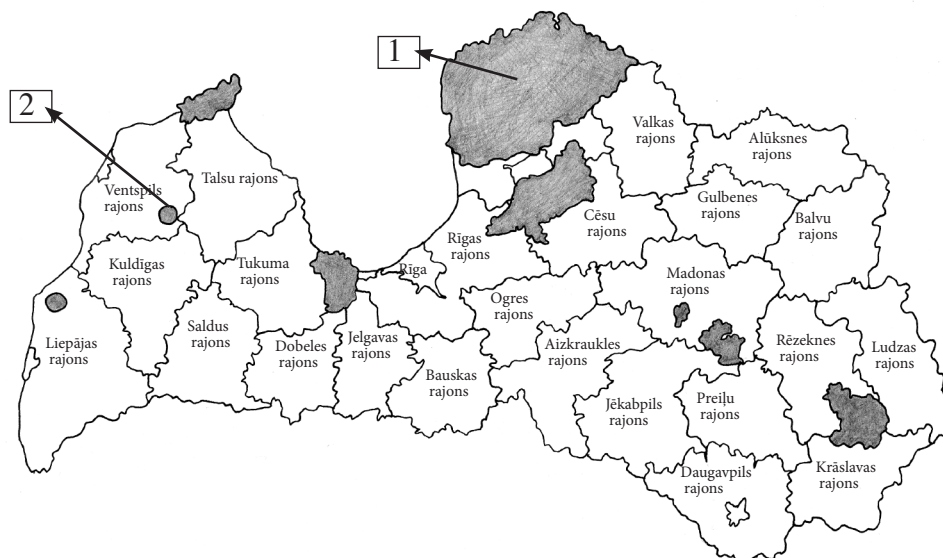 1
2
Valkas
rajons
Alūksnes
rajons
Ventspils
rajons
Talsu rajons
Gulbenes
rajons
Cēsu
rajons
Balvu
rajons
Rīgas
rajons
Kuldīgas
rajons
Tukuma
rajons
Rīga
Madonas
rajons
Ogres
rajons
Liepājas
rajons
Saldus
rajons
Dobeles
rajons
Jelgavas
rajons
Aizkraukles
rajons
Rēzeknes
rajons
Ludzas
rajons
Bauskas
rajons
Jēkabpils
rajons
Preiļu
rajons
Daugavpils
rajons
Krāslavas
rajons